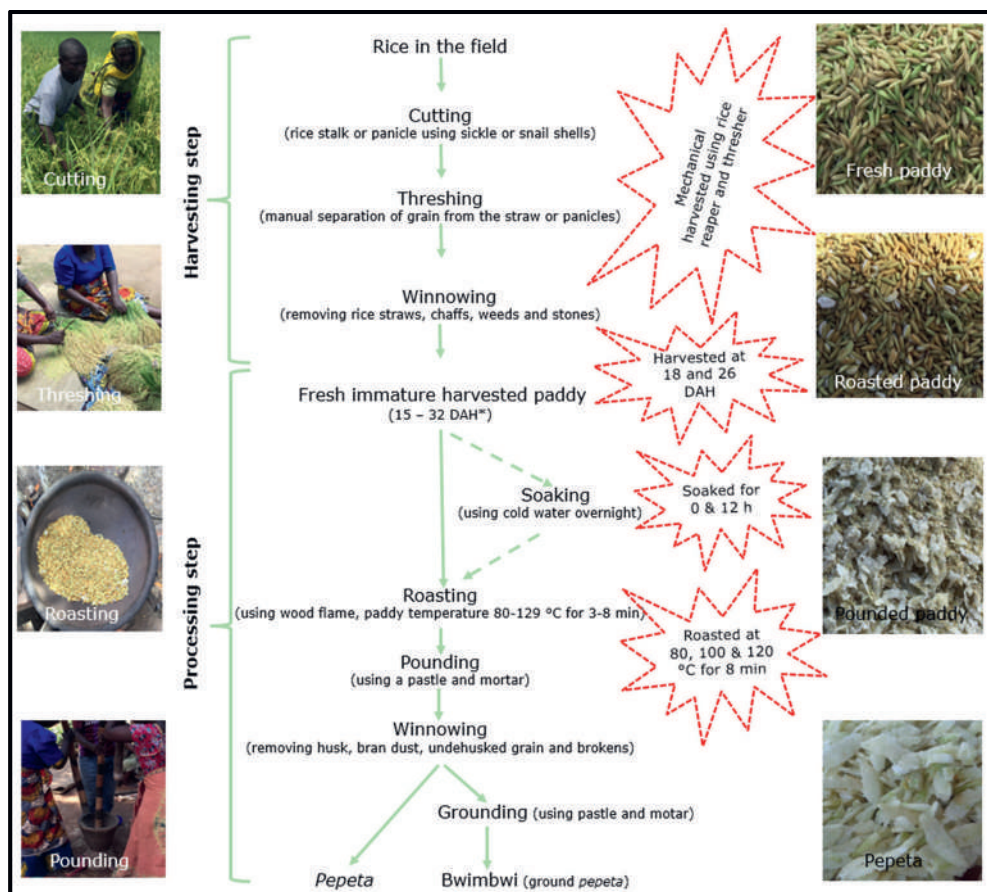 Rice in the field
Cutting
(rice stalk or panicle using sickle or snail shells)
Threshing
(manual separation of grain from the straw or panicles)
Winnowing
(removing rice straws, chaffs, weeds and stones)
Fresh immature harvested paddy
(15 – 32 DAH*)
Soaking
(using cold water overnight)
Roasting
(using wood flame, paddy temperature 80-129 °C for 3-8 min)
Pounding
(using a pastle and mortar)
Winnowing
(removing husk, bran dust, undehusked grain and brokens)
Grounding (using pastle and motar)
Pepeta
Bwimbwi (ground pepeta)
Harvesting step
Processing step
Cutting
Threshing
Roasting
Pounding
Mechanical
harvested using rice
reaper and thresher
Harvested at
18 and 26
DAH
Soaked for
0 & 12 h
Roasted at
80, 100 & 120
°C for 8 min
Fresh paddy
Roasted paddy
Pounded paddy
Pepeta